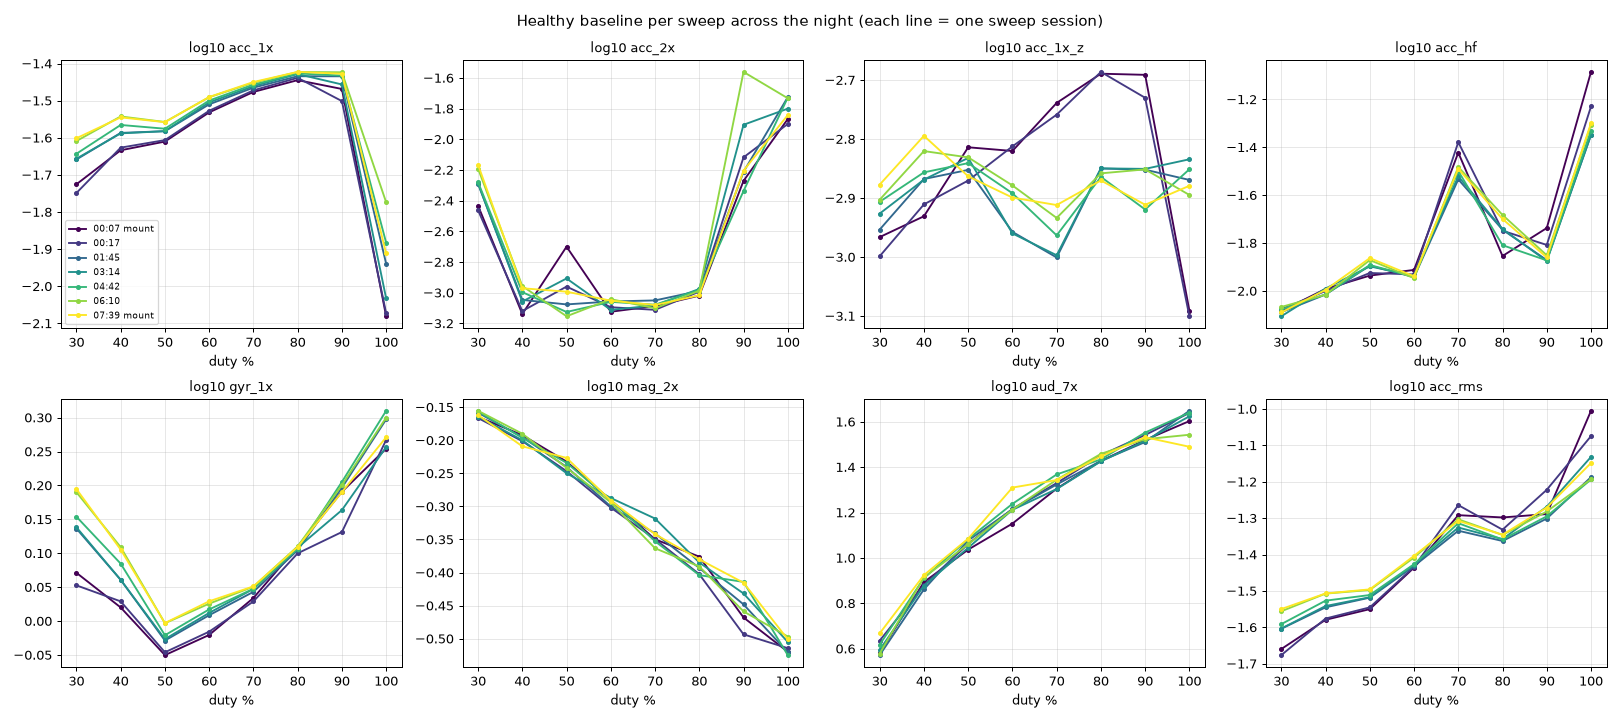 Healthy baseline per sweep across the night (each line = one sweep session)
log10 acc_1x
−1.4
−1.5
−1.6
−1.7
−1.8
−1.9
−2.0
−2.1
00:07 mount
00:17
01:45
03:14
04:42
06:10
07:39 mount
30 40 50 60 70 80 90 100
duty %
log10 acc_2x
−1.6
−1.8
−2.0
−2.2
−2.4
−2.6
−2.8
−3.0
−3.2
30 40 50 60 70 80 90 100
duty %
log10 acc_1x_z
−2.7
−2.8
−2.9
−3.0
−3.1
30 40 50 60 70 80 90 100
duty %
log10 acc_hf
−1.2
−1.4
−1.6
−1.8
−2.0
30 40 50 60 70 80 90 100
duty %
log10 gyr_1x
0.30
0.25
0.20
0.15
0.10
0.05
0.00
−0.05
30 40 50 60 70 80 90 100
duty %
log10 mag_2x
−0.15
−0.20
−0.25
−0.30
−0.35
−0.40
−0.45
−0.50
30 40 50 60 70 80 90 100
duty %
log10 aud_7x
1.6
1.4
1.2
1.0
0.8
0.6
30 40 50 60 70 80 90 100
duty %
log10 acc_rms
−1.0
−1.1
−1.2
−1.3
−1.4
−1.5
−1.6
−1.7
30 40 50 60 70 80 90 100
duty %